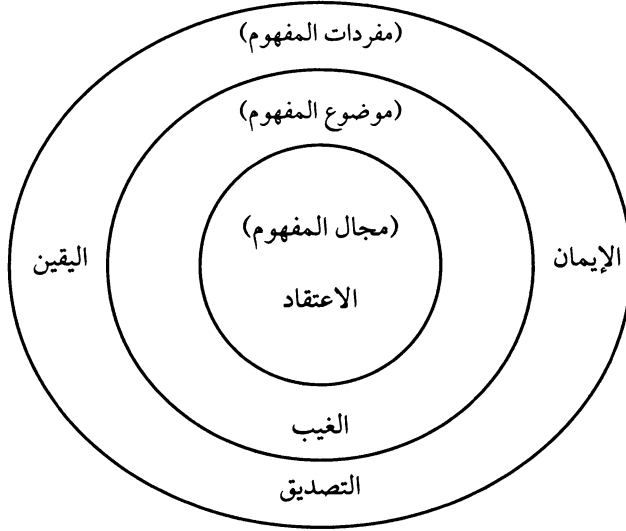 (مفردات المفهوم)
(موضوع المفهوم)
(مجال المفهوم)
الإيمان
اليقين
الاعتقاد
الغيب
التصديق